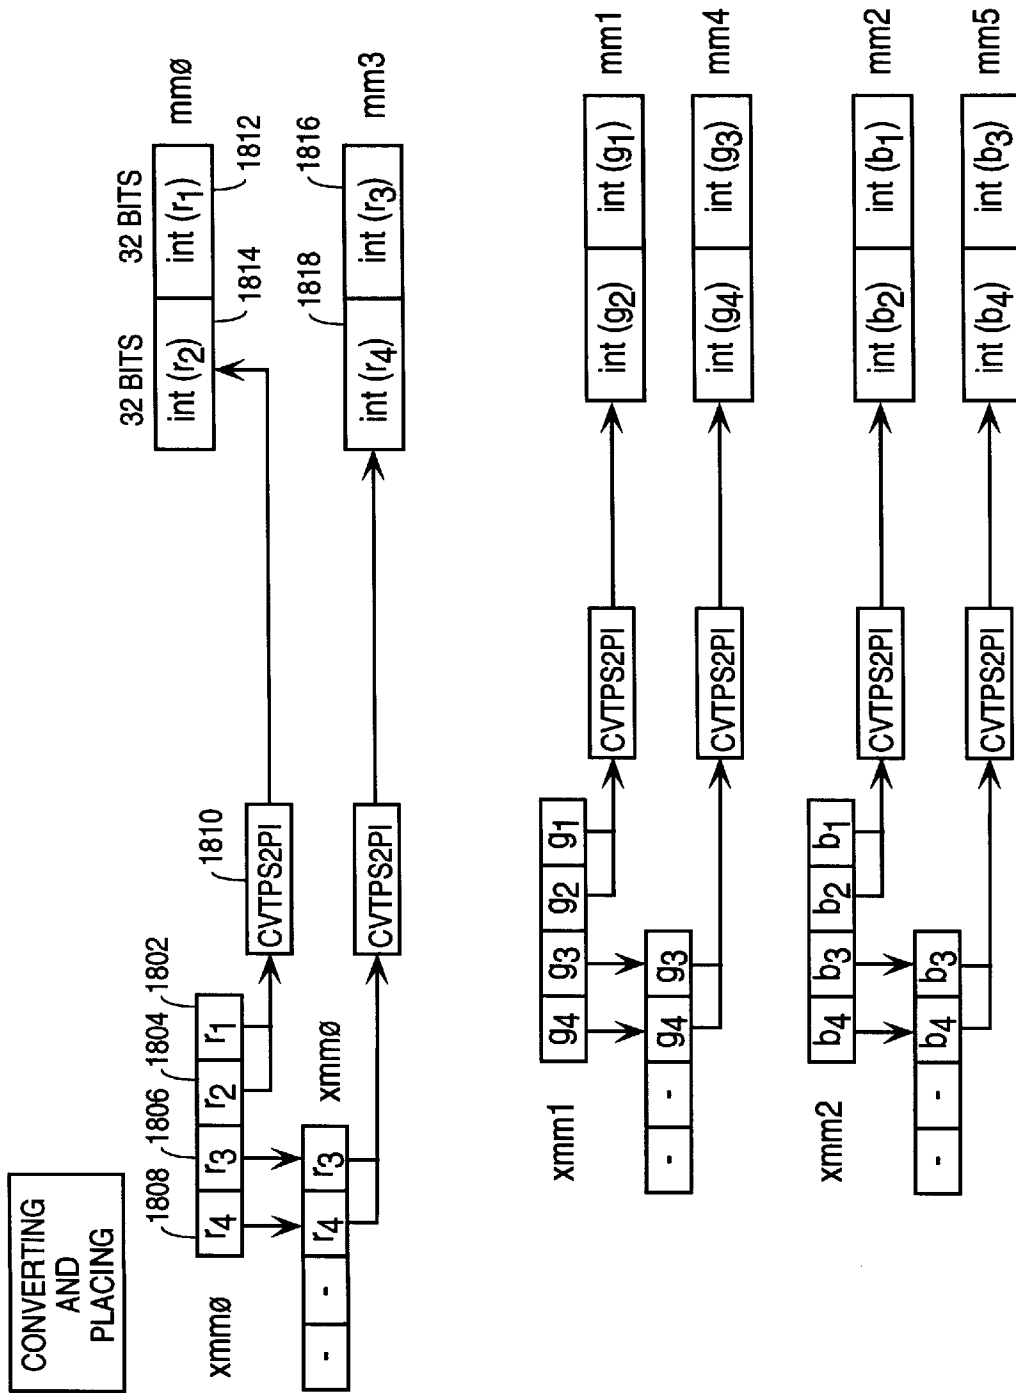 CONVERTING
AND
PLACING
32 BITS 32 BITS
1808 1806 1804 1802
xmmø r4 r3 r2 r1
1810
CVTPS2PI
int (r2) int (r1) mmø
1814 1812
- - r4 r3 xmmø
CVTPS2PI
1818 1816
int (r4) int (r3) mm3
xmm1 g4 g3 g2 g1
CVTPS2PI
int (g2) int (g1) mm1
- - g4 g3
CVTPS2PI
int (g4) int (g3) mm4
xmm2 b4 b3 b2 b1
CVTPS2PI
int (b2) int (b1) mm2
- - b4 b3
CVTPS2PI
int (b4) int (b3) mm5